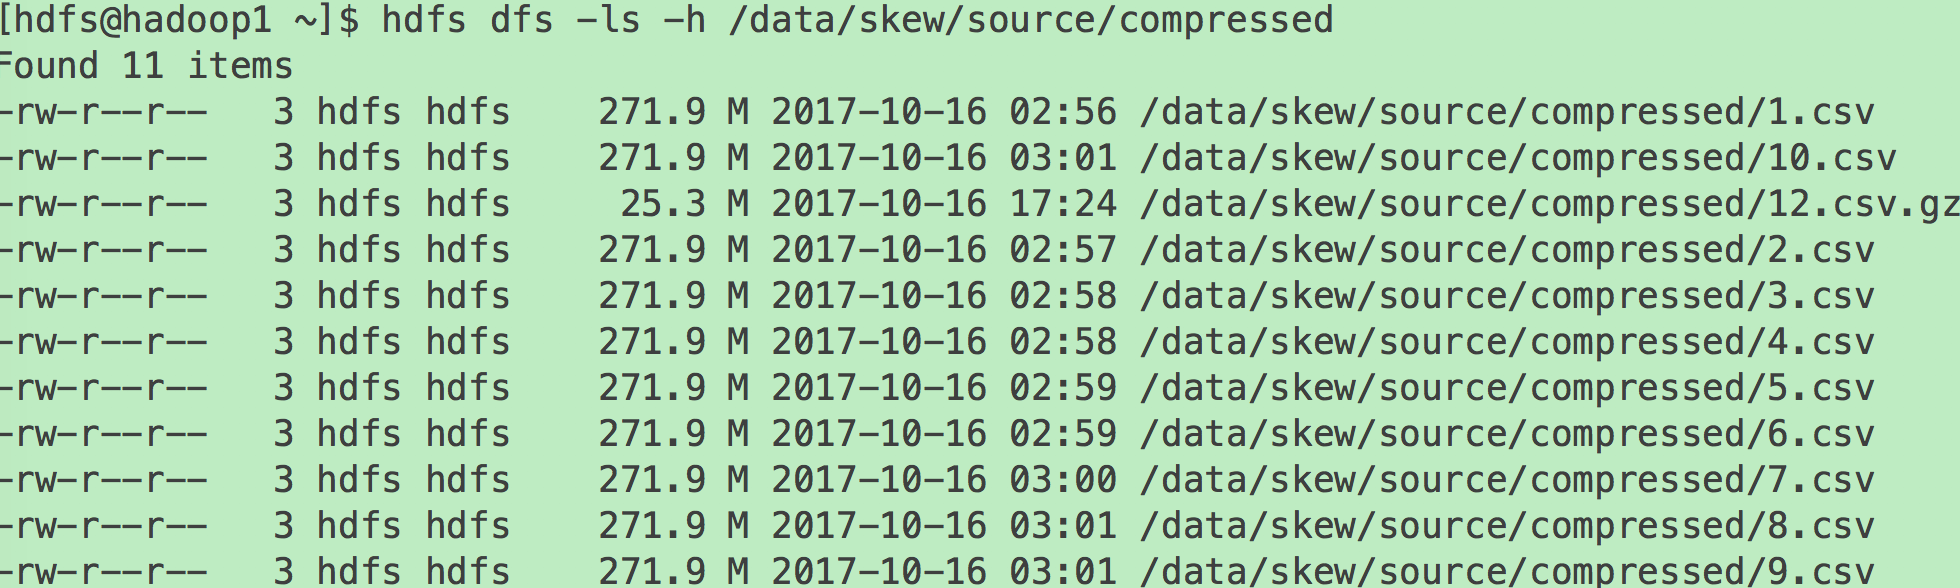 [hdfs@hadoop1 ~]$ hdfs dfs -ls -h /data/skew/source/compressed
Found 11 items
-rw-r--r--   3 hdfs hdfs    271.9 M 2017-10-16 02:56 /data/skew/source/compressed/1.csv
-rw-r--r--   3 hdfs hdfs    271.9 M 2017-10-16 03:01 /data/skew/source/compressed/10.csv
-rw-r--r--   3 hdfs hdfs     25.3 M 2017-10-16 17:24 /data/skew/source/compressed/12.csv.gz
-rw-r--r--   3 hdfs hdfs    271.9 M 2017-10-16 02:57 /data/skew/source/compressed/2.csv
-rw-r--r--   3 hdfs hdfs    271.9 M 2017-10-16 02:58 /data/skew/source/compressed/3.csv
-rw-r--r--   3 hdfs hdfs    271.9 M 2017-10-16 02:58 /data/skew/source/compressed/4.csv
-rw-r--r--   3 hdfs hdfs    271.9 M 2017-10-16 02:59 /data/skew/source/compressed/5.csv
-rw-r--r--   3 hdfs hdfs    271.9 M 2017-10-16 02:59 /data/skew/source/compressed/6.csv
-rw-r--r--   3 hdfs hdfs    271.9 M 2017-10-16 03:00 /data/skew/source/compressed/7.csv
-rw-r--r--   3 hdfs hdfs    271.9 M 2017-10-16 03:01 /data/skew/source/compressed/8.csv
-rw-r--r--   3 hdfs hdfs    271.9 M 2017-10-16 03:01 /data/skew/source/compressed/9.csv